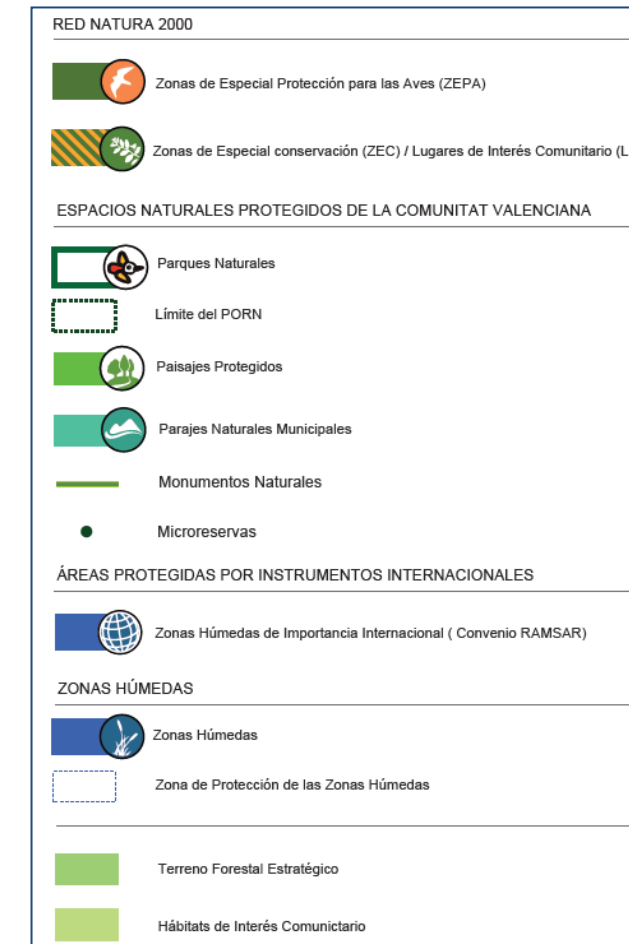 RED NATURA 2000
Zonas de Especial Protección para las Aves (ZEPA)
Zonas de Especial conservación (ZEC) / Lugares de Interés Comunitario (L
ESPACIOS NATURALES PROTEGIDOS DE LA COMUNITAT VALENCIANA
Parques Naturales
Límite del PORN
Paisajes Protegidos
Parajes Naturales Municipales
Monumentos Naturales
Microreservas
ÁREAS PROTEGIDAS POR INSTRUMENTOS INTERNACIONALES
Zonas Húmedas de Importancia Internacional ( Convenio RAMSAR)
ZONAS HÚMEDAS
Zonas Húmedas
Zona de Protección de las Zonas Húmedas
Terreno Forestal Estratégico
Hábitats de Interés Comunictario